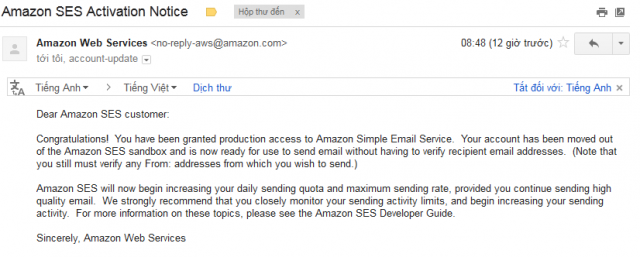 Amazon SES Activation Notice Hộp thư đến x
Amazon Web Services <no-reply-aws@amazon.com> 08:48 (12 giờ trước)
tới tôi, account-update
Tiếng Anh > Tiếng Việt Dịch thư Tất đối với: Tiếng Anh x
Dear Amazon SES customer:
Congratulations! You have been granted production access to Amazon Simple Email Service. Your account has been moved out
of the Amazon SES sandbox and is now ready for use to send email without having to verify recipient email addresses. (Note that
you still must verify any From: addresses from which you wish to send.)
Amazon SES will now begin increasing your daily sending quota and maximum sending rate, provided you continue sending high
quality email. We strongly recommend that you closely monitor your sending activity limits, and begin increasing your sending
activity. For more information on these topics, please see the Amazon SES Developer Guide.
Sincerely, Amazon Web Services